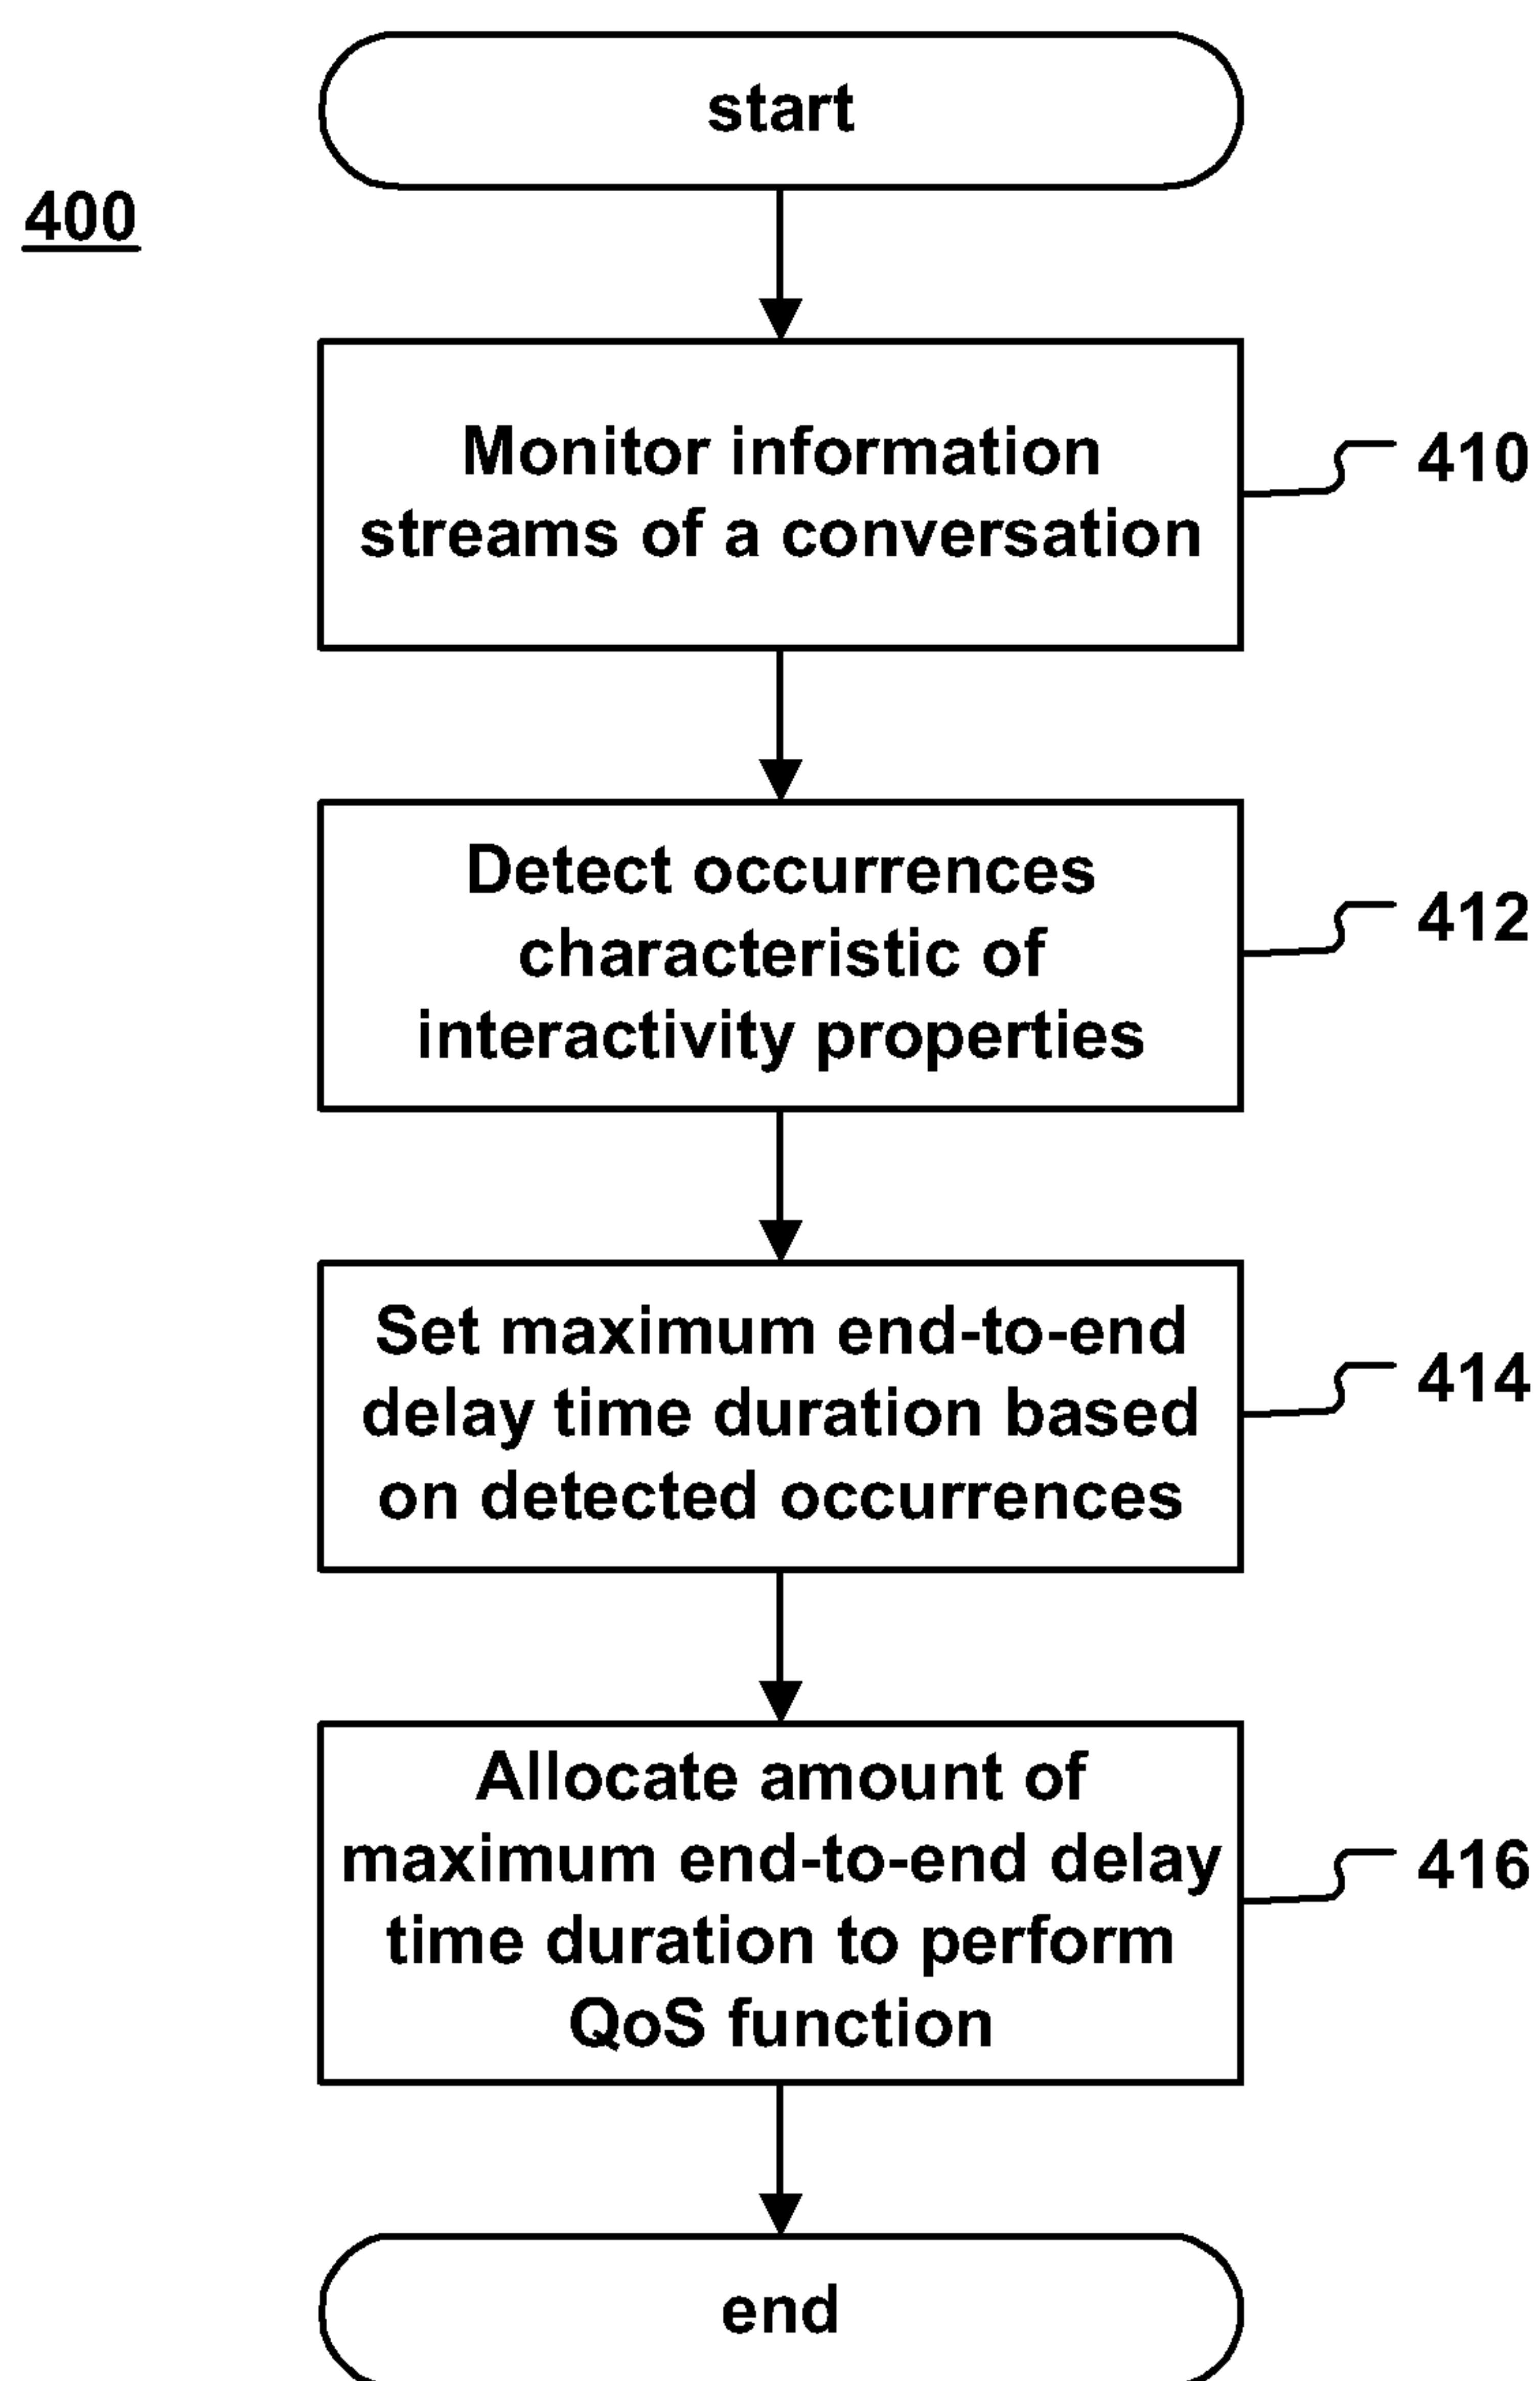 start
400
Monitor information
streams of a conversation
410
Detect occurrences
characteristic of
interactivity properties
412
Set maximum end-to-end
delay time duration based
on detected occurrences
414
Allocate amount of
maximum end-to-end delay
time duration to perform
QoS function
416
end